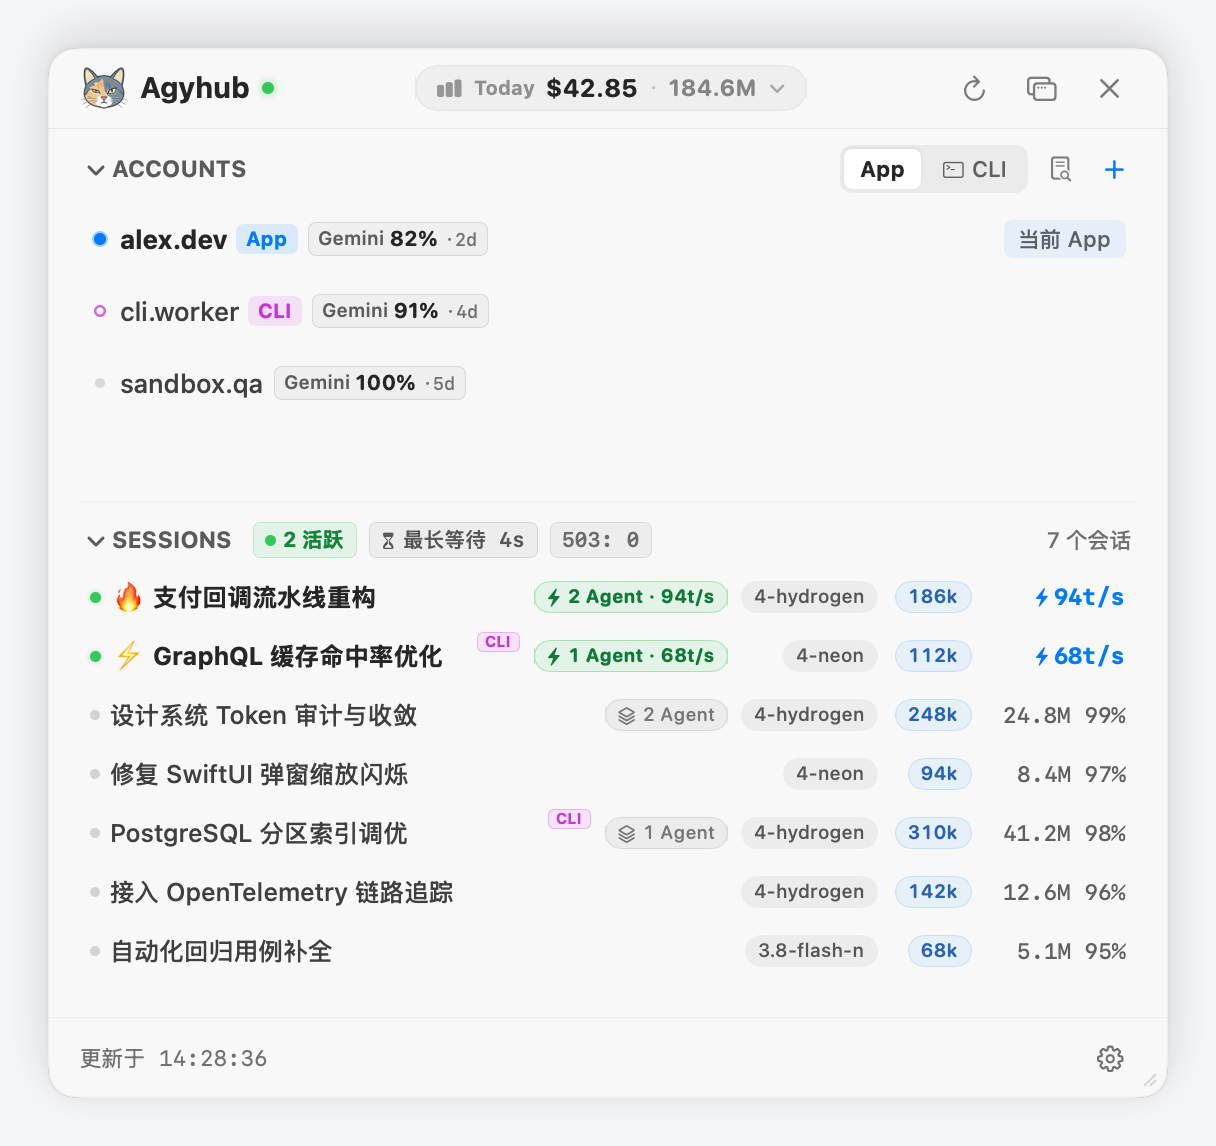 Agyhub Today $42.85 · 184.6M
ACCOUNTS App CLI
alex.dev App Gemini 82% · 2d 当前 App
cli.worker CLI Gemini 91% · 4d
sandbox.qa Gemini 100% · 5d
SESSIONS 2 活跃 最长等待 4s 503: 0 7 个会话
🔥 支付回调流水线重构 2 Agent · 94t/s 4-hydrogen 186k 94t/s
⚡ GraphQL 缓存命中率优化 CLI 1 Agent · 68t/s 4-neon 112k 68t/s
设计系统 Token 审计与收敛 2 Agent 4-hydrogen 248k 24.8M 99%
修复 SwiftUI 弹窗缩放闪烁 4-neon 94k 8.4M 97%
PostgreSQL 分区索引调优 CLI 1 Agent 4-hydrogen 310k 41.2M 98%
接入 OpenTelemetry 链路追踪 4-hydrogen 142k 12.6M 96%
自动化回归用例补全 3.8-flash-n 68k 5.1M 95%
更新于 14:28:36